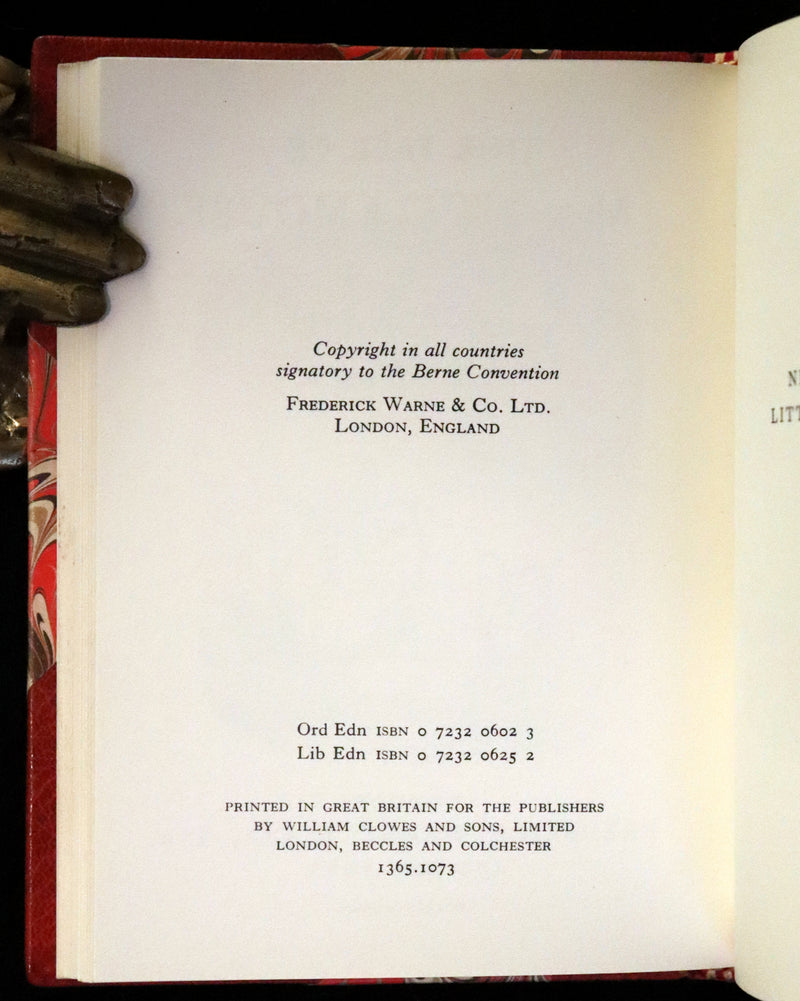 Copyright in all countries
signatory to the Berne Convention
FREDERICK WARNE & CO. LTD.
LONDON, ENGLAND
Ord Edn ISBN 0 7232 0602 3
Lib Edn ISBN 0 7232 0625 2
PRINTED IN GREAT BRITAIN FOR THE PUBLISHERS
BY WILLIAM CLOWES AND SONS, LIMITED
LONDON, BECCLES AND COLCHESTER
1365.1073